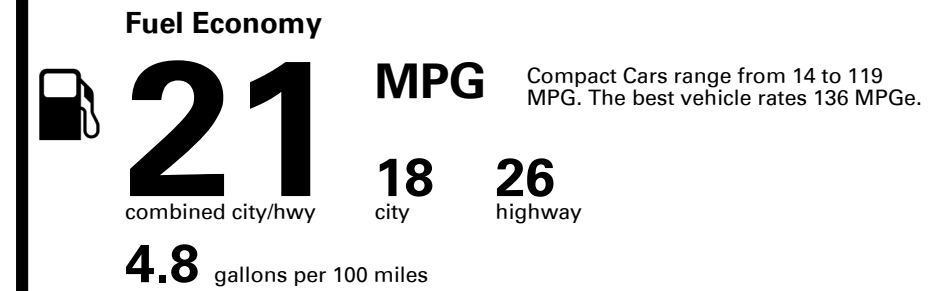 Fuel Economy
21 MPG
Compact Cars range from 14 to 119
MPG. The best vehicle rates 136 MPGe.
combined city/hwy
18
city
26
highway
4.8 gallons per 100 miles